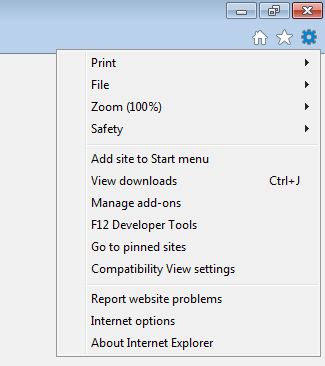 Print
File
Zoom (100%)
Safety
Add site to Start menu
View downloads Ctrl+J
Manage add-ons
F12 Developer Tools
Go to pinned sites
Compatibility View settings
Report website problems
Internet options
About Internet Explorer